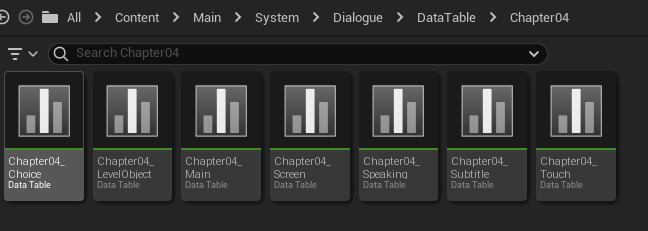 All > Content > Main > System > Dialogue > DataTable > Chapter04
Search Chapter04
Chapter04_
Choice
Data Table
Chapter04_
LevelObject
Data Table
Chapter04_
Main
Data Table
Chapter04_
Screen
Data Table
Chapter04_
Speaking
Data Table
Chapter04_
Subtitle
Data Table
Chapter04_
Touch
Data Table